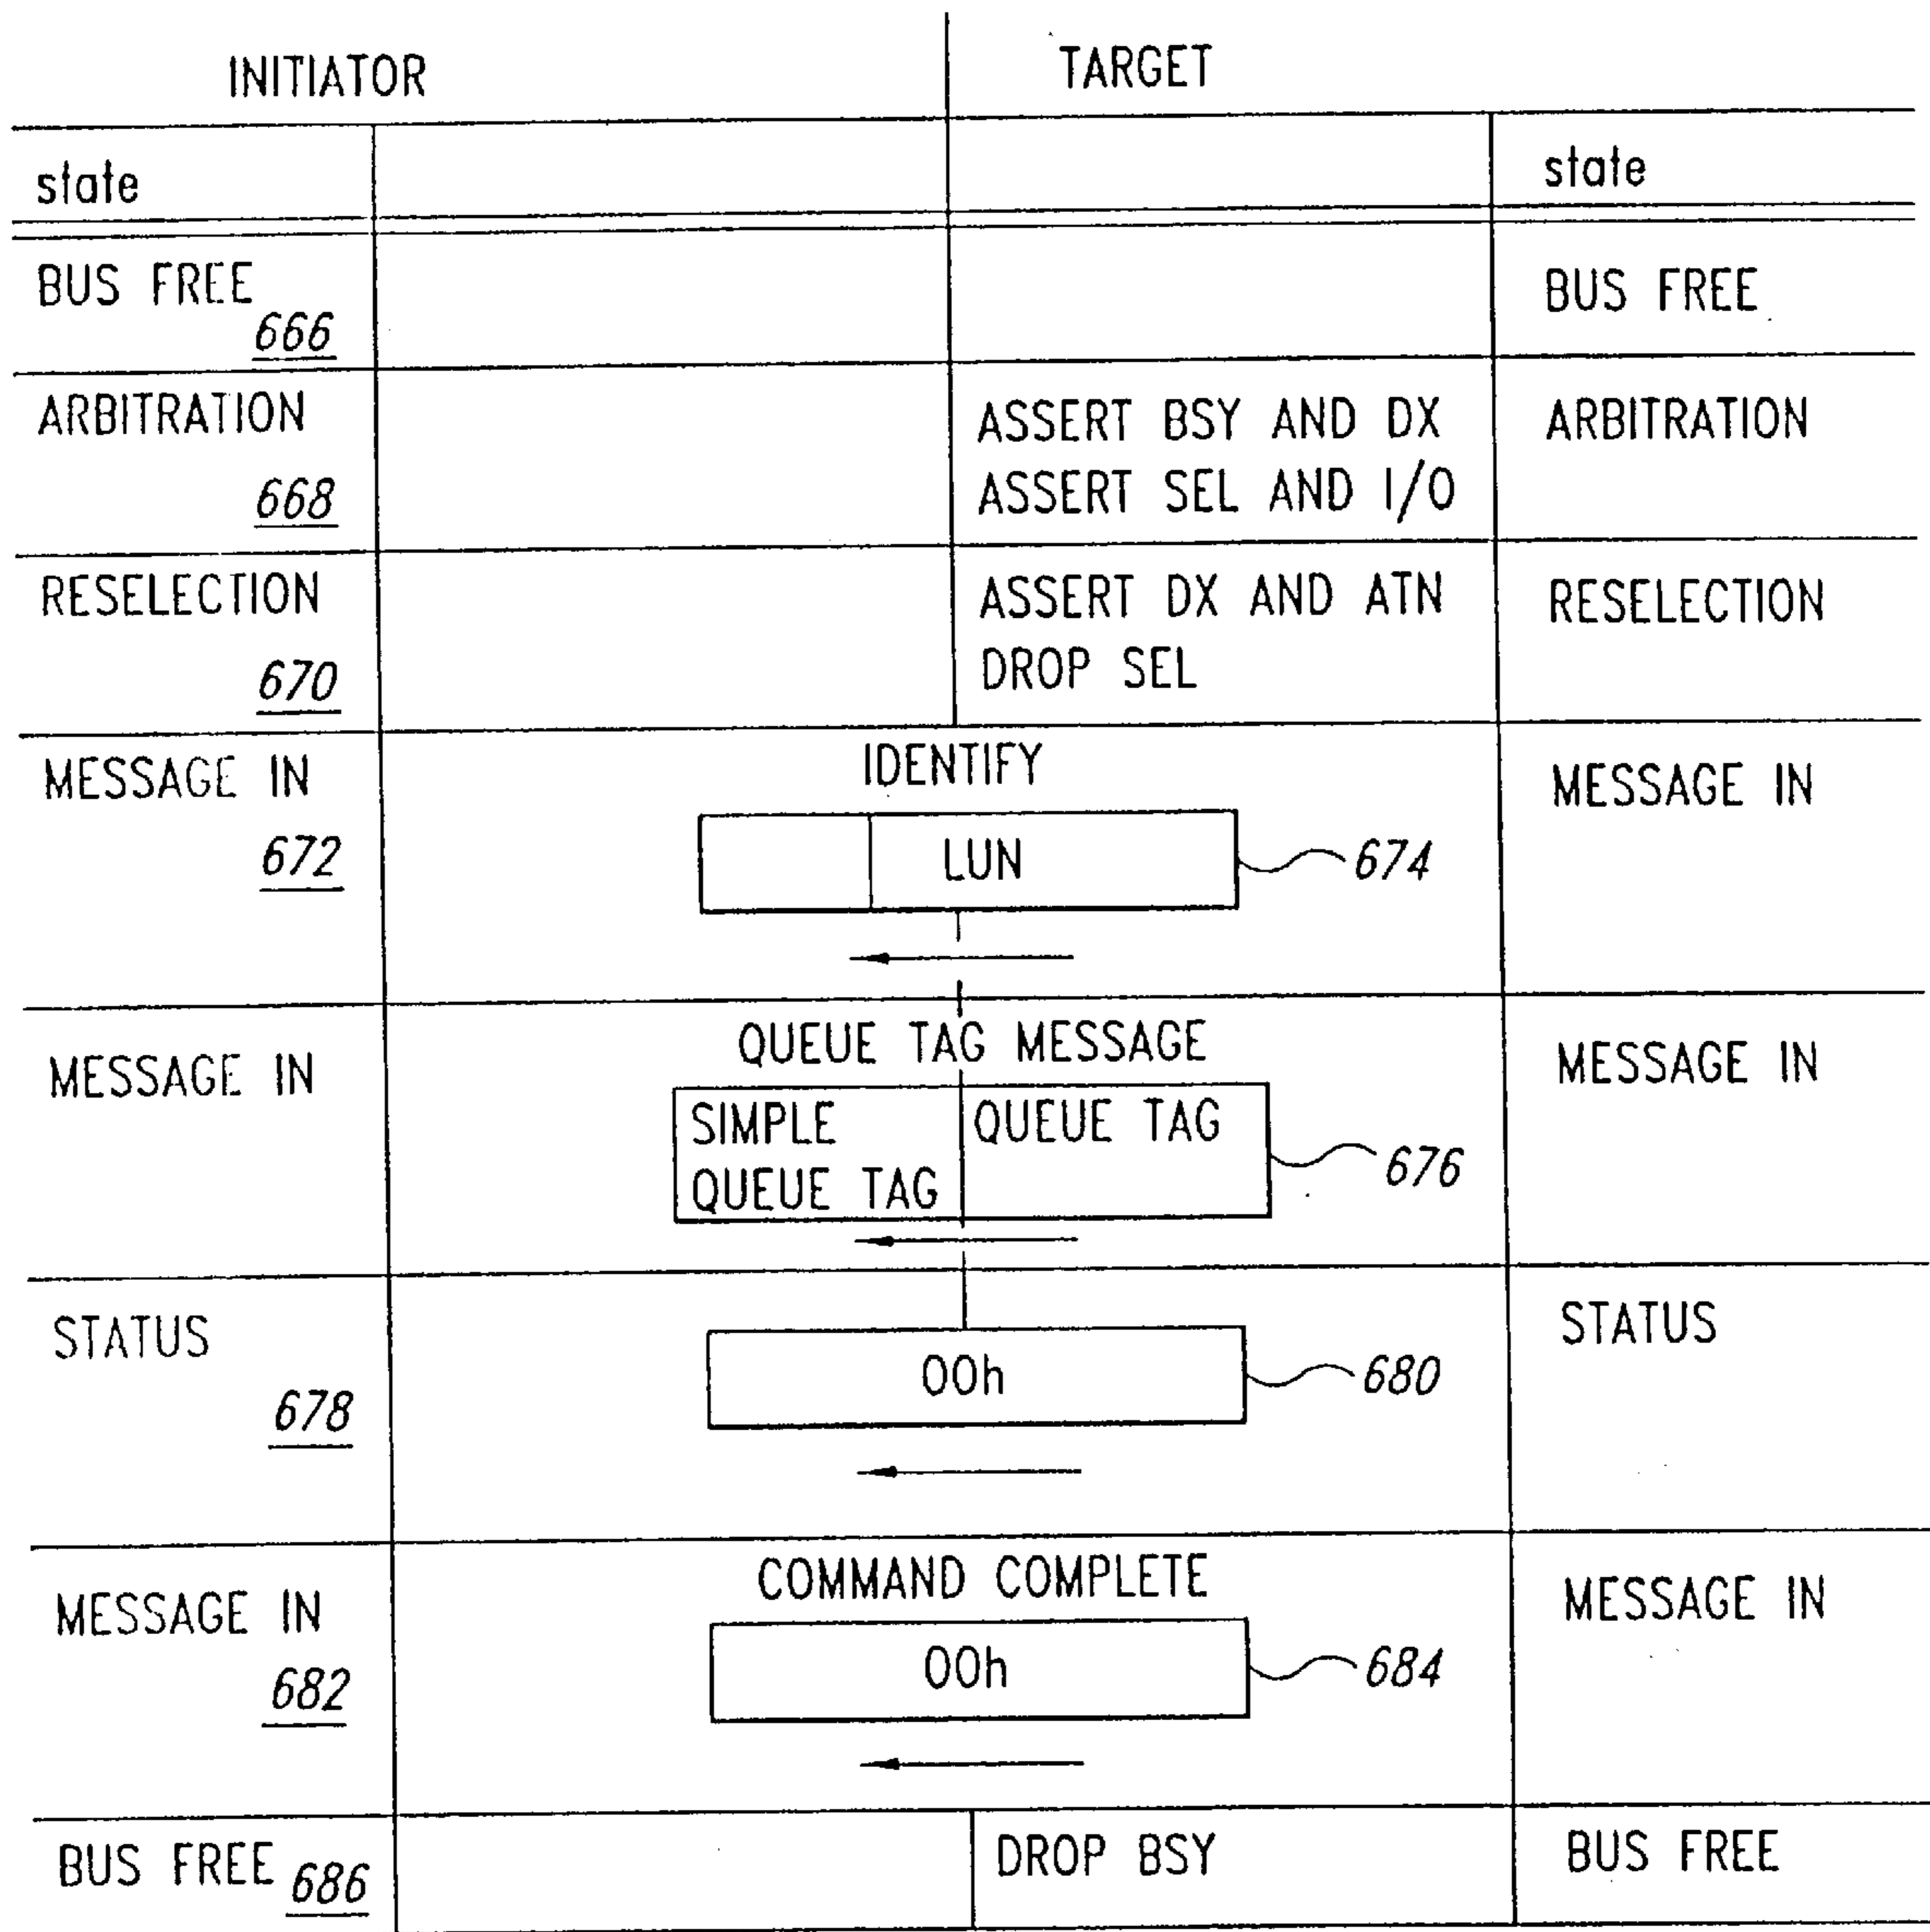 INITIATOR
TARGET
state
state
BUS FREE
666
BUS FREE
ARBITRATION
668
ASSERT BSY AND DX
ASSERT SEL AND I/O
ARBITRATION
RESELECTION
670
ASSERT DX AND ATN
DROP SEL
RESELECTION
MESSAGE IN
672
IDENTIFY
LUN
674
MESSAGE IN
MESSAGE IN
QUEUE TAG MESSAGE
SIMPLE
QUEUE TAG
QUEUE TAG
676
MESSAGE IN
STATUS
678
00h
680
STATUS
MESSAGE IN
682
COMMAND COMPLETE
00h
684
MESSAGE IN
BUS FREE
686
DROP BSY
BUS FREE